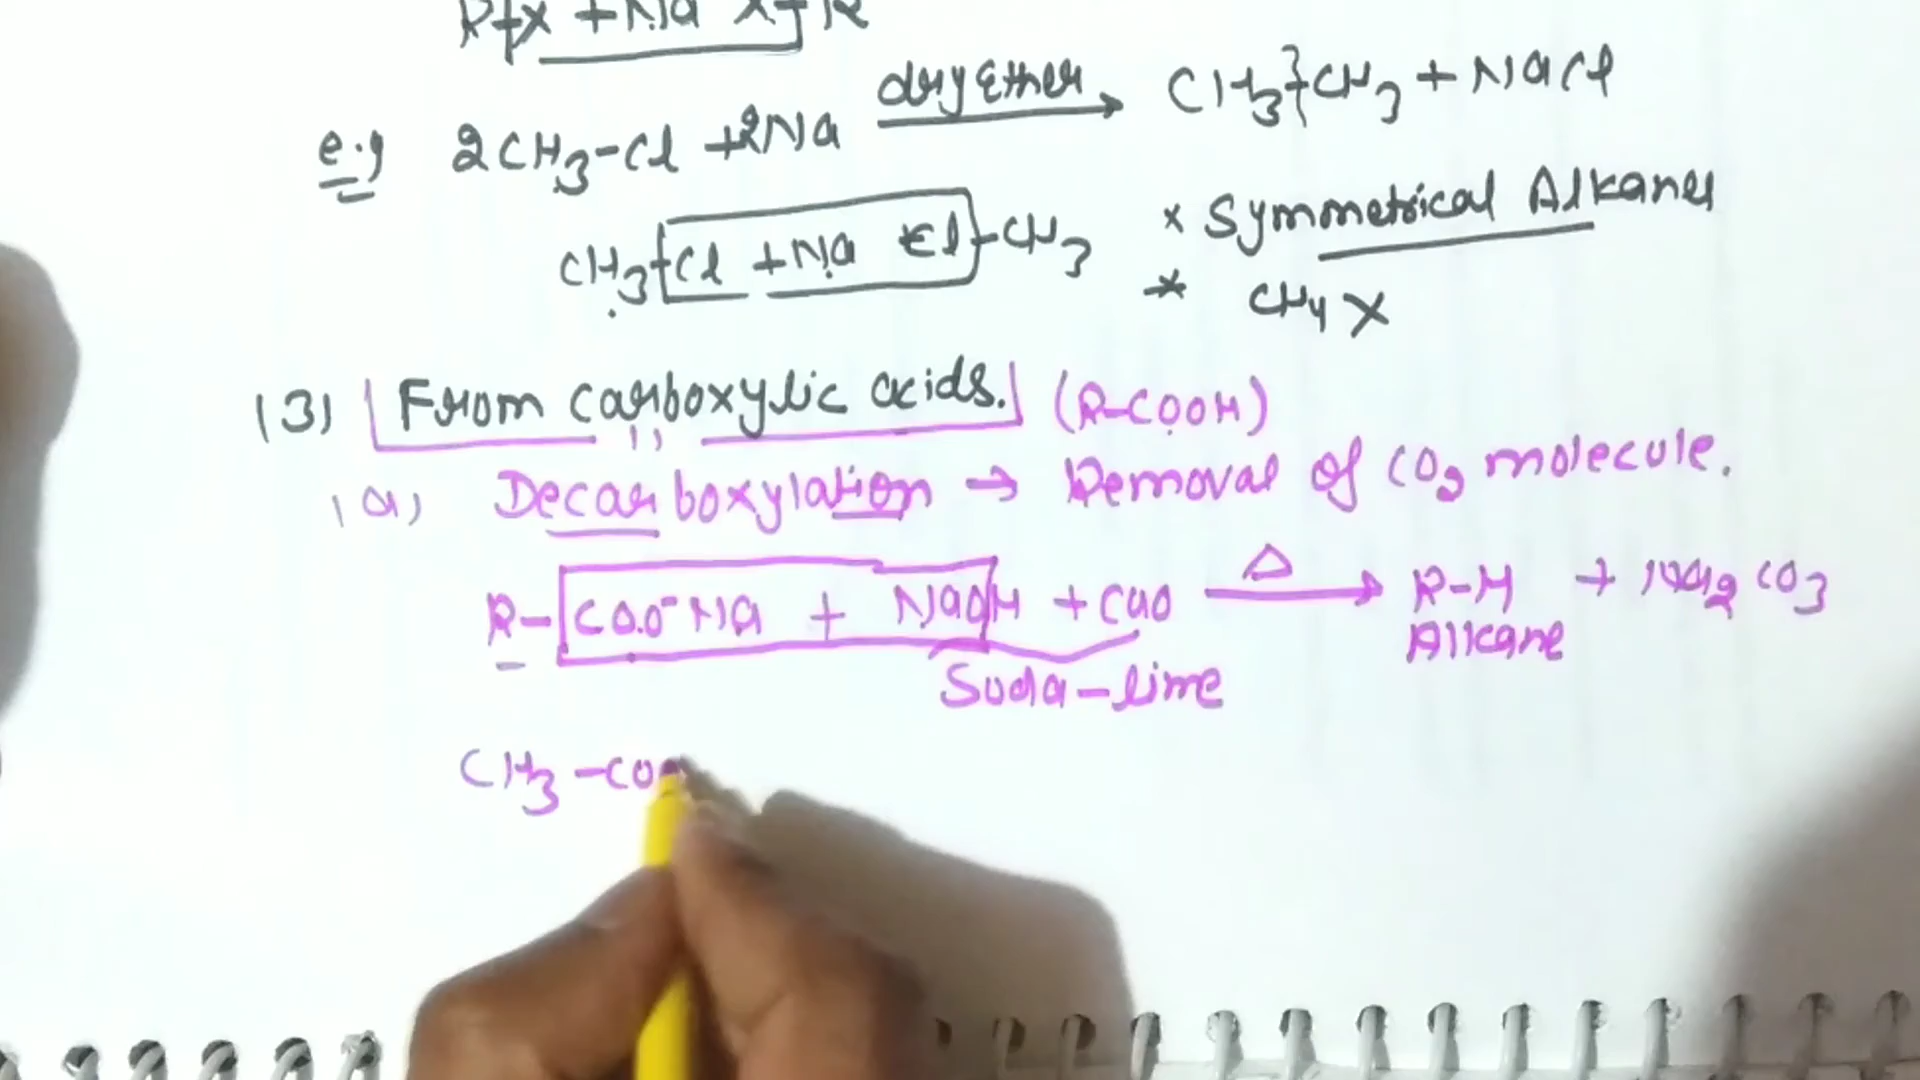 R-x + Na x-R
e.g 2CH3-Cl +2Na dry Ether → CH3-CH3 + NaCl
CH3-Cl +Na Cl-CH3 × Symmetrical Alkanes
* CH4 X
(3) From carboxylic acids. (R-COOH)
(a) Decarboxylation → Removal of CO2 molecule.
R-COO⁻Na + NaOH + CaO Δ → R-H + Na2CO3
Alkane
Soda-lime
CH3-CO